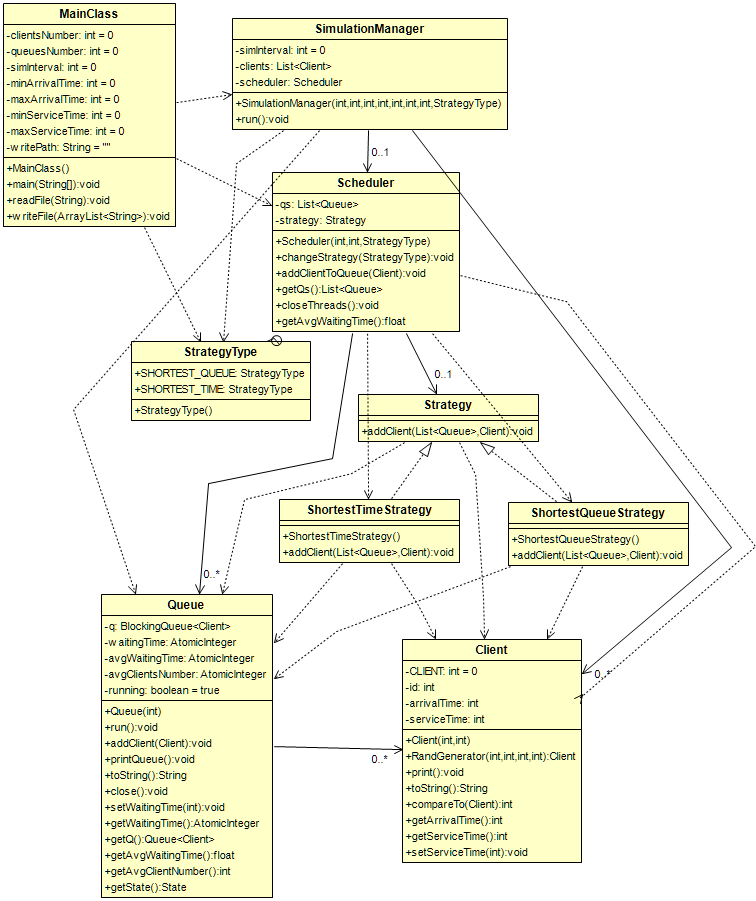 MainClass
-clientsNumber: int = 0
-queuesNumber: int = 0
-simInterval: int = 0
-minArrivalTime: int = 0
-maxArrivalTime: int = 0
-minServiceTime: int = 0
-maxServiceTime: int = 0
-writePath: String = ""
+MainClass()
+main(String[]):void
+readFile(String):void
+writeFile(ArrayList<String>):void
SimulationManager
-simInterval: int = 0
-clients: List<Client>
-scheduler: Scheduler
+SimulationManager(int,int,int,int,int,int,int,StrategyType)
+run():void
0..1
Scheduler
-qs: List<Queue>
-strategy: Strategy
+Scheduler(int,int,StrategyType)
+changeStrategy(StrategyType):void
+addClientToQueue(Client):void
+getQs():List<Queue>
+closeThreads():void
+getAvgWaitingTime():float
StrategyType
+SHORTEST_QUEUE: StrategyType
+SHORTEST_TIME: StrategyType
+StrategyType()
0..1
Strategy
+addClient(List<Queue>,Client):void
ShortestTimeStrategy
+ShortestTimeStrategy()
+addClient(List<Queue>,Client):void
ShortestQueueStrategy
+ShortestQueueStrategy()
+addClient(List<Queue>,Client):void
0..*
Queue
-q: BlockingQueue<Client>
-waitingTime: AtomicInteger
-avgWaitingTime: AtomicInteger
-avgClientsNumber: AtomicInteger
-running: boolean = true
+Queue(int)
+run():void
+addClient(Client):void
+printQueue():void
+toString():String
+close():void
+setWaitingTime(int):void
+getWaitingTime():AtomicInteger
+getQ():Queue<Client>
+getAvgWaitingTime():float
+getAvgClientNumber():int
+getState():State
0..*
Client
-CLIENT: int = 0
-id: int
-arrivalTime: int
-serviceTime: int
+Client(int,int)
+RandGenerator(int,int,int,int):Client
+print():void
+toString():String
+compareTo(Client):int
+getArrivalTime():int
+getServiceTime():int
+setServiceTime(int):void
0..*